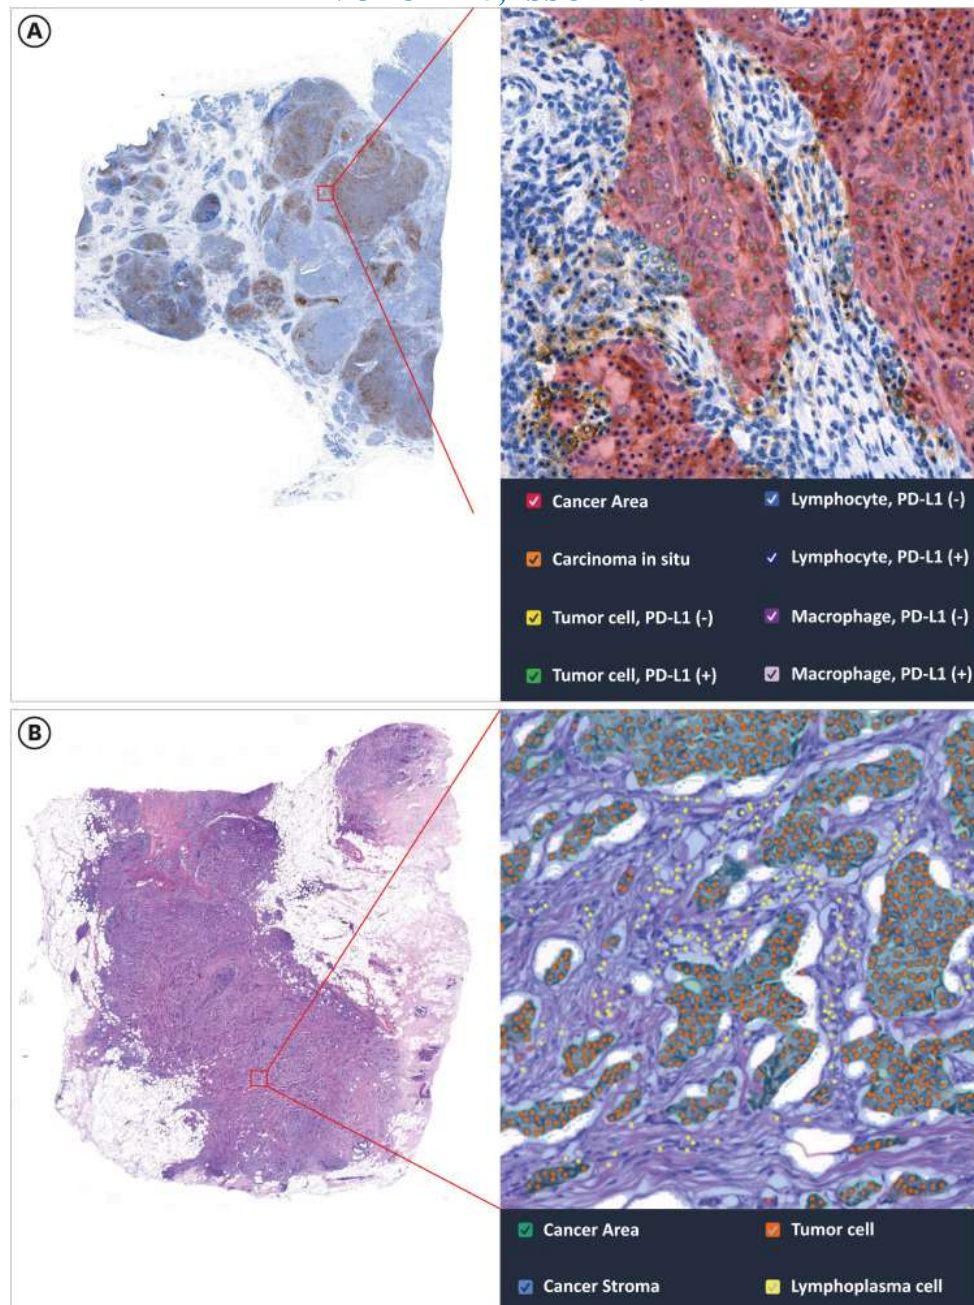 A
Cancer Area
Lymphocyte, PD-L1 (-)
Carcinoma in situ
Lymphocyte, PD-L1 (+)
Tumor cell, PD-L1 (-)
Macrophage, PD-L1 (-)
Tumor cell, PD-L1 (+)
Macrophage, PD-L1 (+)
B
Cancer Area
Tumor cell
Cancer Stroma
Lymphoplasma cell